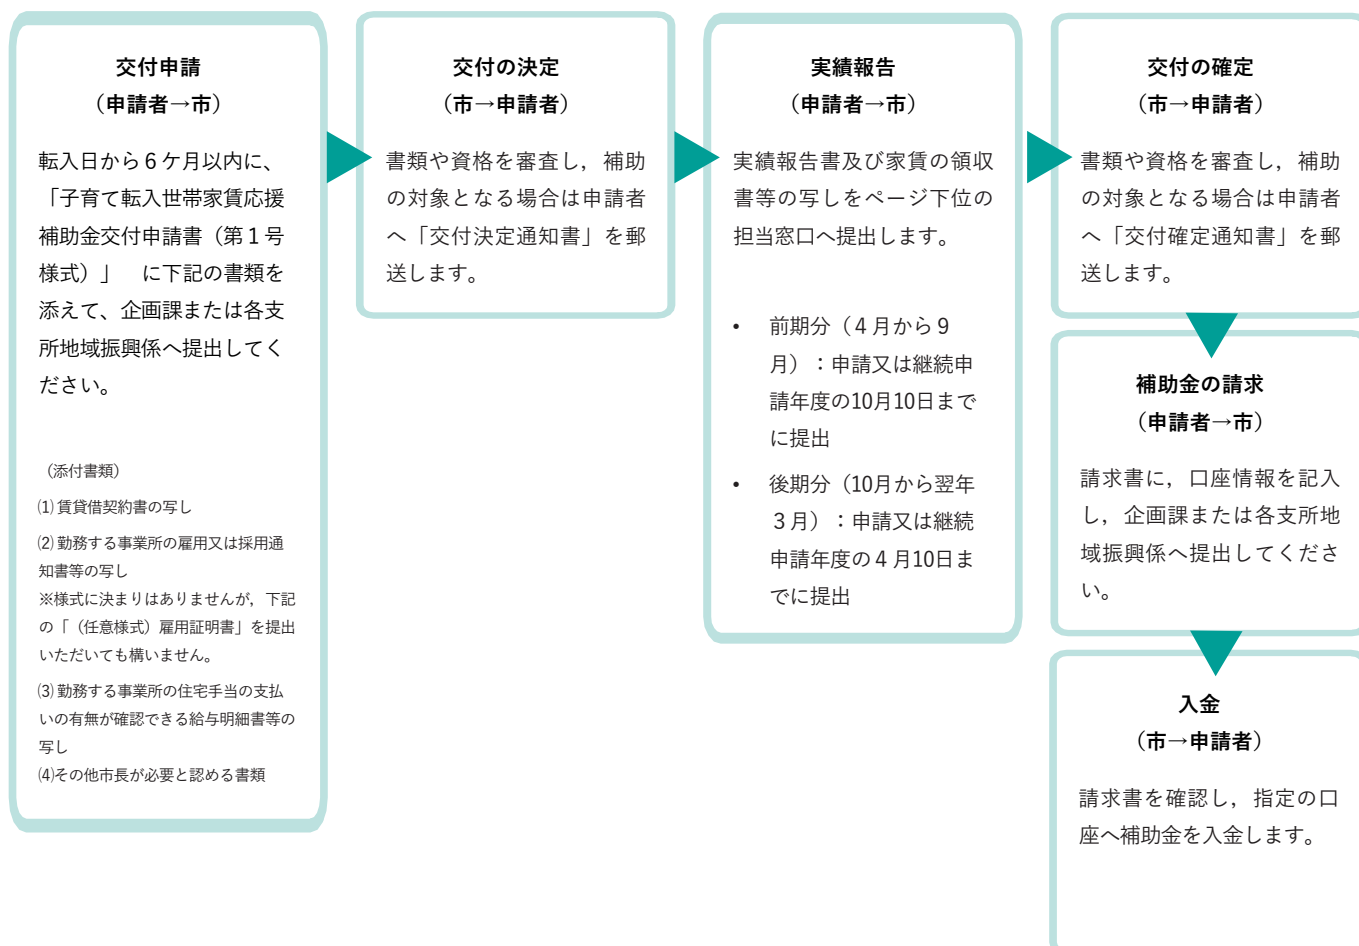 交付申請
（申請者→市）
転入日から６ケ月以内に、
「子育て転入世帯家賃応援
補助金交付申請書（第１号
様式）」　に下記の書類を
添えて、企画課または各支
所地域振興係へ提出してく
ださい。
（添付書類）
⑴ 賃貸借契約書の写し
⑵ 勤務する事業所の雇用又は採用通
知書等の写し
※様式に決まりはありませんが，下記
の「（任意様式）雇用証明書」を提出
いただいても構いません。
⑶ 勤務する事業所の住宅手当の支払
いの有無が確認できる給与明細書等の
写し
⑷その他市長が必要と認める書類
交付の決定
（市→申請者）
書類や資格を審査し，補助
の対象となる場合は申請者
へ「交付決定通知書」を郵
送します。
実績報告
（申請者→市）
実績報告書及び家賃の領収
書等の写しをページ下位の
担当窓口へ提出します。
• 前期分（４月から９
月）：申請又は継続申
請年度の10月10日まで
に提出
• 後期分（10月から翌年
３月）：申請又は継続
申請年度の４月10日ま
でに提出
交付の確定
（市→申請者）
書類や資格を審査し，補助
の対象となる場合は申請者
へ「交付確定通知書」を郵
送します。
補助金の請求
（申請者→市）
請求書に，口座情報を記入
し，企画課または各支所地
域振興係へ提出してくださ
い。
入金
（市→申請者）
請求書を確認し，指定の口
座へ補助金を入金します。